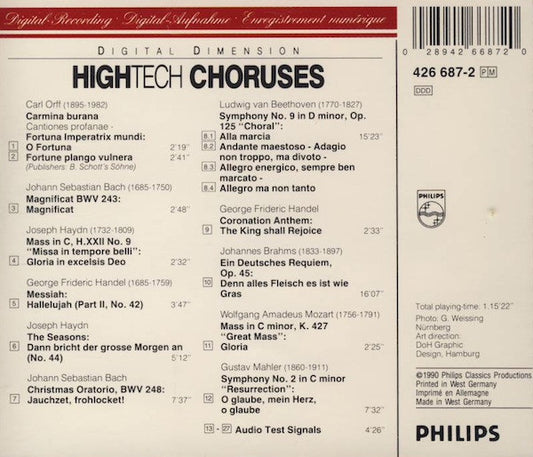 Digital-Recording · Digital-Aufnahme · Enregistrement numérique
DIGITAL DIMENSION
HIGHTECH CHORUSES
Carl Orff (1895-1982)
Carmina burana
Cantiones profanae -
Fortuna Imperatrix mundi:
1 O Fortuna 2'19"
2 Fortune plango vulnera 2'41"
(Publishers: B. Schott's Söhne)
Johann Sebastian Bach (1685-1750)
Magnificat BWV 243:
3 Magnificat 2'48"
Joseph Haydn (1732-1809)
Mass in C, H.XXII No. 9
"Missa in tempore belli":
4 Gloria in excelsis Deo 2'32"
George Frideric Handel (1685-1759)
Messiah:
5 Hallelujah (Part II, No. 42) 3'47"
Joseph Haydn
The Seasons:
6 Dann bricht der grosse Morgen an
(No. 44) 5'12"
Johann Sebastian Bach
Christmas Oratorio, BWV 248:
7 Jauchzet, frohlocket! 7'37"
Ludwig van Beethoven (1770-1827)
Symphony No. 9 in D minor, Op.
125 "Choral":
8.1 Alla marcia 15'23"
8.2 Andante maestoso - Adagio
non troppo, ma divoto -
8.3 Allegro energico, sempre ben
marcato -
8.4 Allegro ma non tanto
George Frideric Handel
Coronation Anthem:
9 The King shall Rejoice 2'33"
Johannes Brahms (1833-1897)
Ein Deutsches Requiem,
Op. 45:
10 Denn alles Fleisch es ist wie
Gras 16'07"
Wolfgang Amadeus Mozart (1756-1791)
Mass in C minor, K. 427
"Great Mass":
11 Gloria 2'25"
Gustav Mahler (1860-1911)
Symphony No. 2 in C minor
"Resurrection":
12 O glaube, mein Herz,
o glaube 7'32"
13 - 27 Audio Test Signals 4'26"
0 28942 66872 0
426 687-2 PM
DDD
PHILIPS
Total playing-time: 1.15'22"
Photo: G. Weissing
Nürnberg
Art direction:
DoH Graphic
Design, Hamburg
©1990 Philips Classics Productions
Printed in West Germany
Imprimé en Allemagne
Made in West Germany
PHILIPS